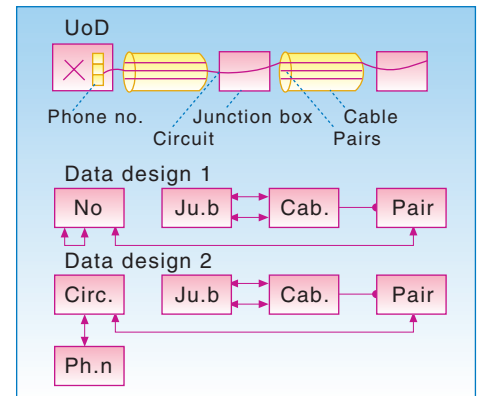 UoD
Phone no. Junction box Cable
Circuit Pairs
Data design 1
No Ju.b Cab. Pair
Data design 2
Circ. Ju.b Cab. Pair
Ph.n